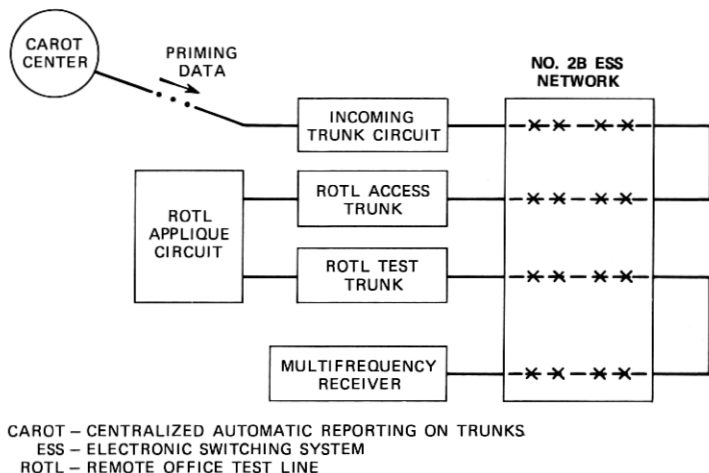 CAROT
CENTER
PRIMING
DATA
NO. 2B ESS
NETWORK
INCOMING
TRUNK CIRCUIT
ROTL
APPLIQUE
CIRCUIT
ROTL ACCESS
TRUNK
ROTL TEST
TRUNK
MULTIFREQUENCY
RECEIVER
CAROT – CENTRALIZED AUTOMATIC REPORTING ON TRUNKS
ESS – ELECTRONIC SWITCHING SYSTEM
ROTL – REMOTE OFFICE TEST LINE